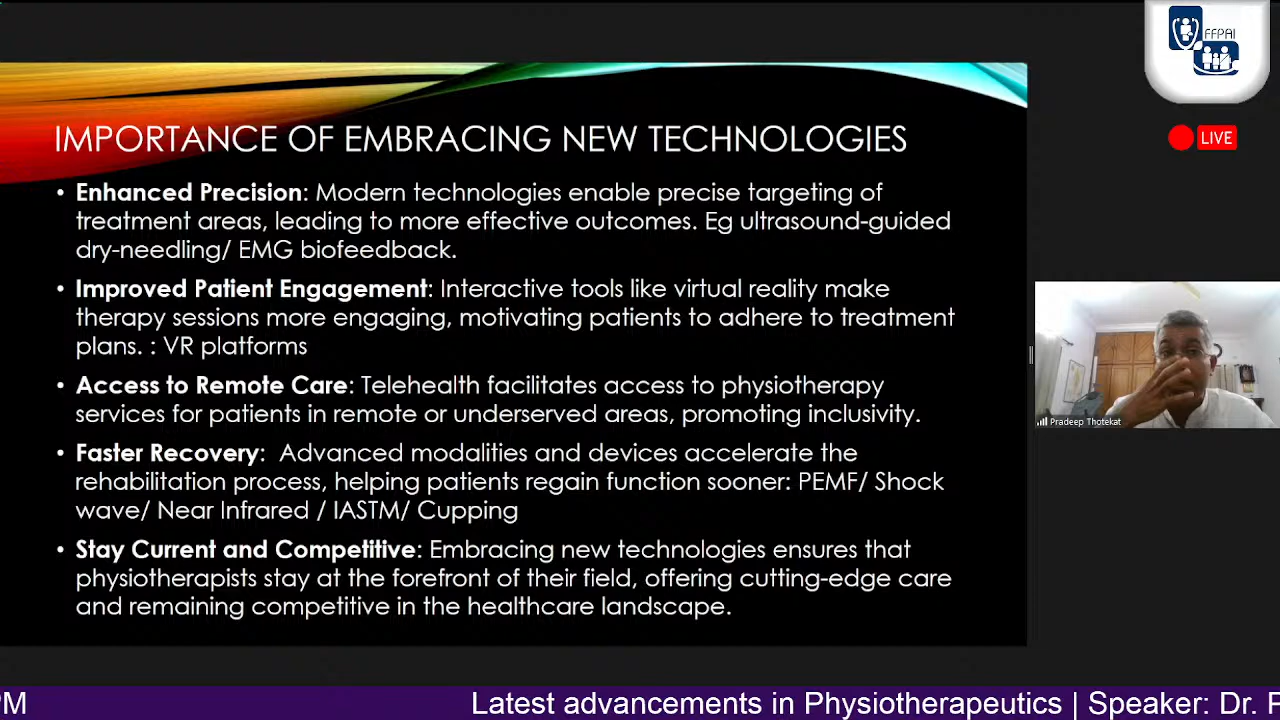 FFPAI
LIVE
IMPORTANCE OF EMBRACING NEW TECHNOLOGIES
• Enhanced Precision: Modern technologies enable precise targeting of
treatment areas, leading to more effective outcomes. Eg ultrasound-guided
dry-needling/ EMG biofeedback.
• Improved Patient Engagement: Interactive tools like virtual reality make
therapy sessions more engaging, motivating patients to adhere to treatment
plans. : VR platforms
• Access to Remote Care: Telehealth facilitates access to physiotherapy
services for patients in remote or underserved areas, promoting inclusivity.
• Faster Recovery: Advanced modalities and devices accelerate the
rehabilitation process, helping patients regain function sooner: PEMF/ Shock
wave/ Near Infrared / IASTM/ Cupping
• Stay Current and Competitive: Embracing new technologies ensures that
physiotherapists stay at the forefront of their field, offering cutting-edge care
and remaining competitive in the healthcare landscape.
Pradeep Thotekat
PM Latest advancements in Physiotherapeutics | Speaker: Dr. P